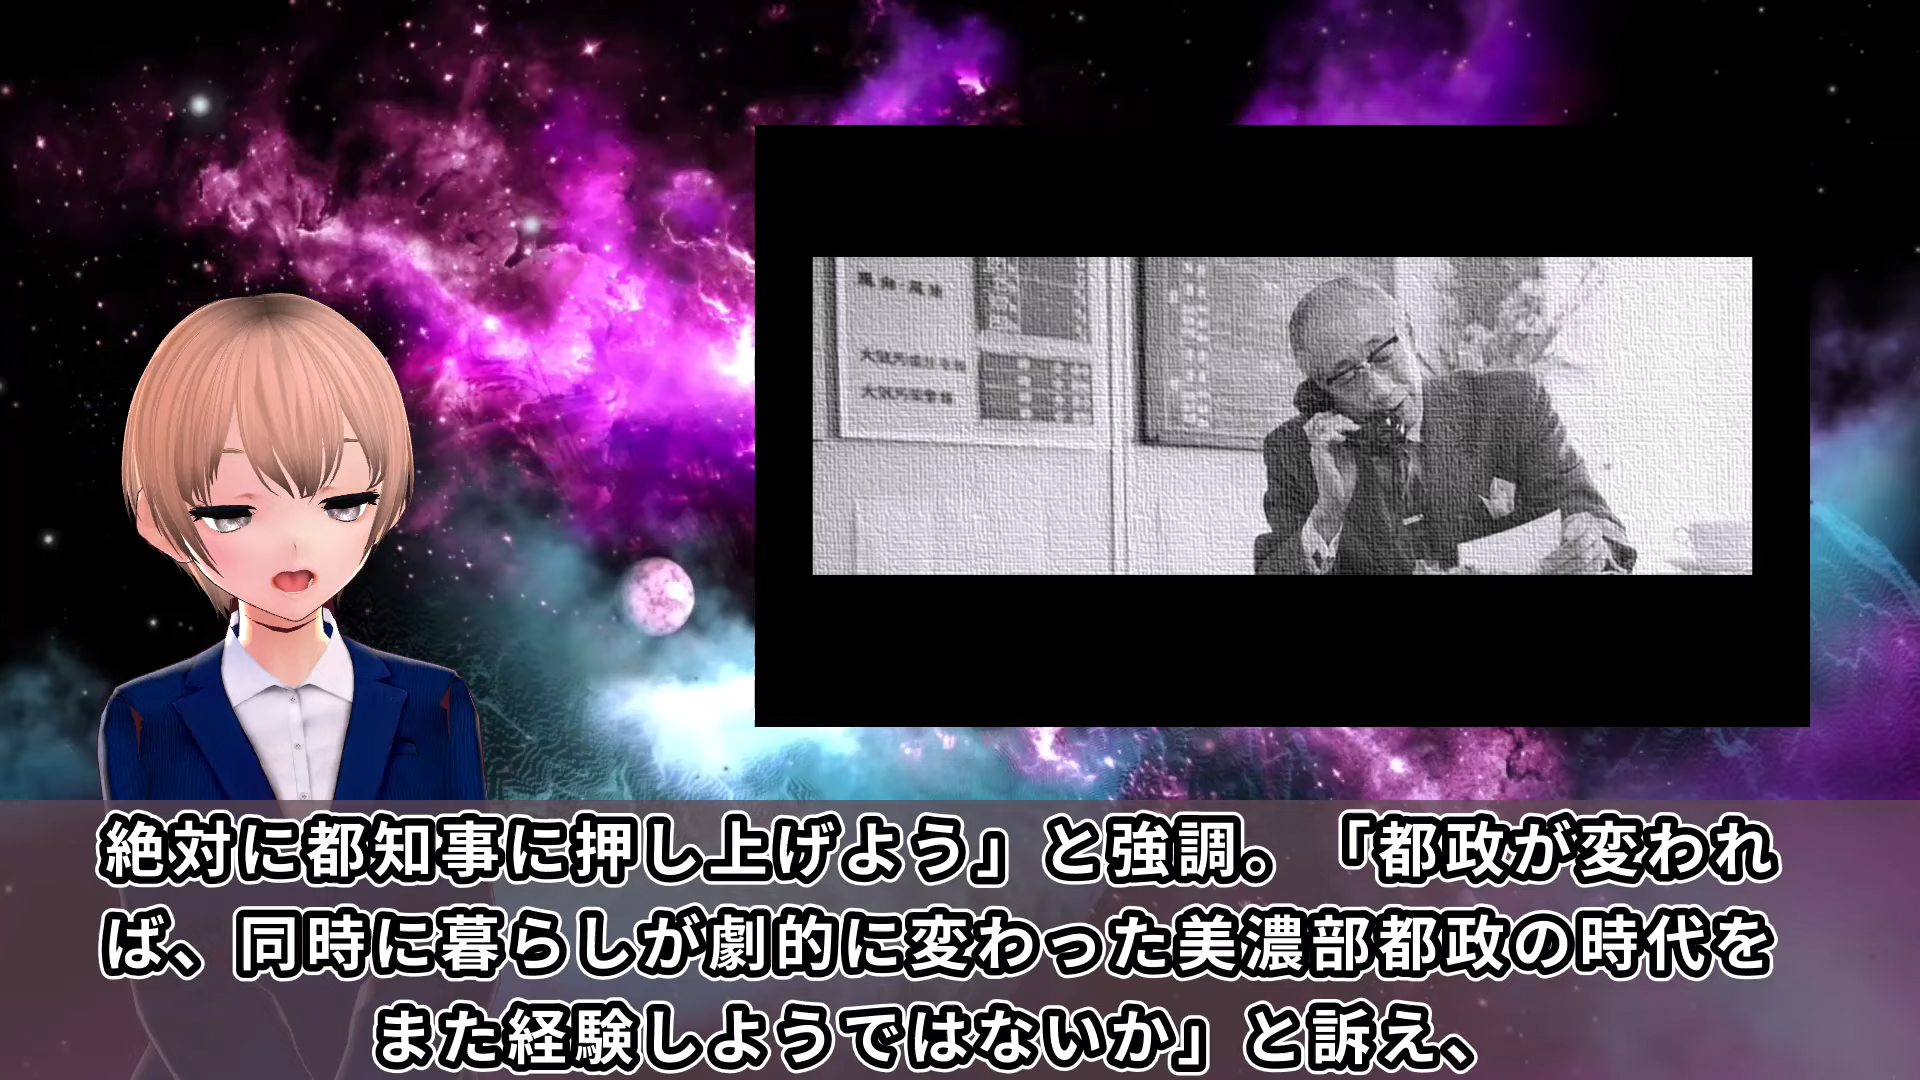 絶対に都知事に押し上げよう」と強調。「都政が変われ
ば、同時に暮らしが劇的に変わった美濃部都政の時代を
また経験しようではないか」と訴え、